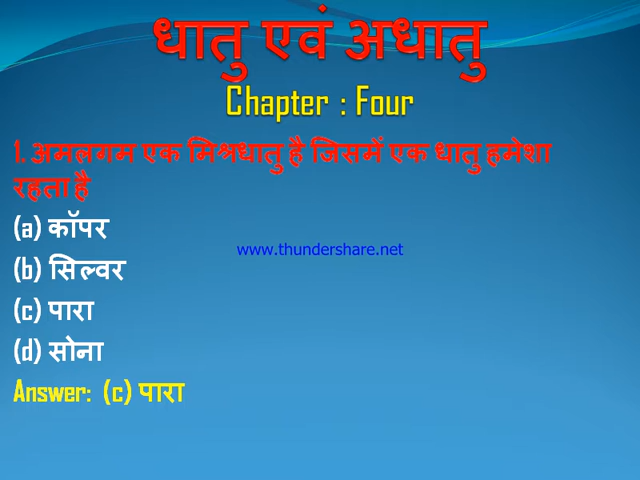 धातु एवं अधातु
Chapter : Four
1. अमलगम एक मिश्रधातु है जिसमें एक धातु हमेशा
रहता है
(a) कॉपर
www.thundershare.net
(b) सिल्वर
(c) पारा
(d) सोना
Answer: (c) पारा